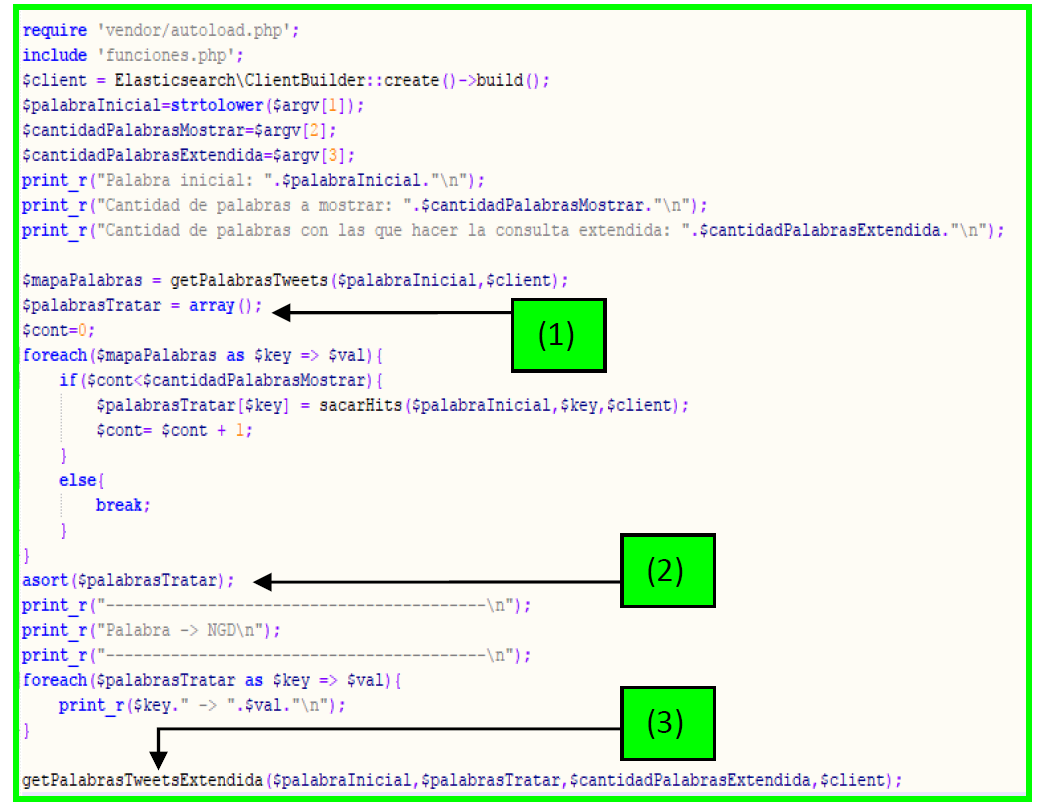 require 'vendor/autoload.php';
include 'funciones.php';
$client = Elasticsearch\ClientBuilder::create()->build();
$palabraInicial=strtolower($argv[1]);
$cantidadPalabrasMostrar=$argv[2];
$cantidadPalabrasExtendida=$argv[3];
print_r("Palabra inicial: ".$palabraInicial."\n");
print_r("Cantidad de palabras a mostrar: ".$cantidadPalabrasMostrar."\n");
print_r("Cantidad de palabras con las que hacer la consulta extendida: ".$cantidadPalabrasExtendida."\n");
$mapaPalabras = getPalabrasTweets($palabraInicial,$client);
$palabrasTratar = array();
(1)
$cont=0;
foreach($mapaPalabras as $key => $val){
if($cont<$cantidadPalabrasMostrar){
$palabrasTratar[$key] = sacarHits($palabraInicial,$key,$client);
$cont= $cont + 1;
}
else{
break;
}
}
asort($palabrasTratar);
(2)
print_r("-----------------------------------------\n");
print_r("Palabra -> NGD\n");
print_r("-----------------------------------------\n");
foreach($palabrasTratar as $key => $val){
print_r($key." -> ".$val."\n");
}
(3)
getPalabrasTweetsExtendida($palabraInicial,$palabrasTratar,$cantidadPalabrasExtendida,$client);